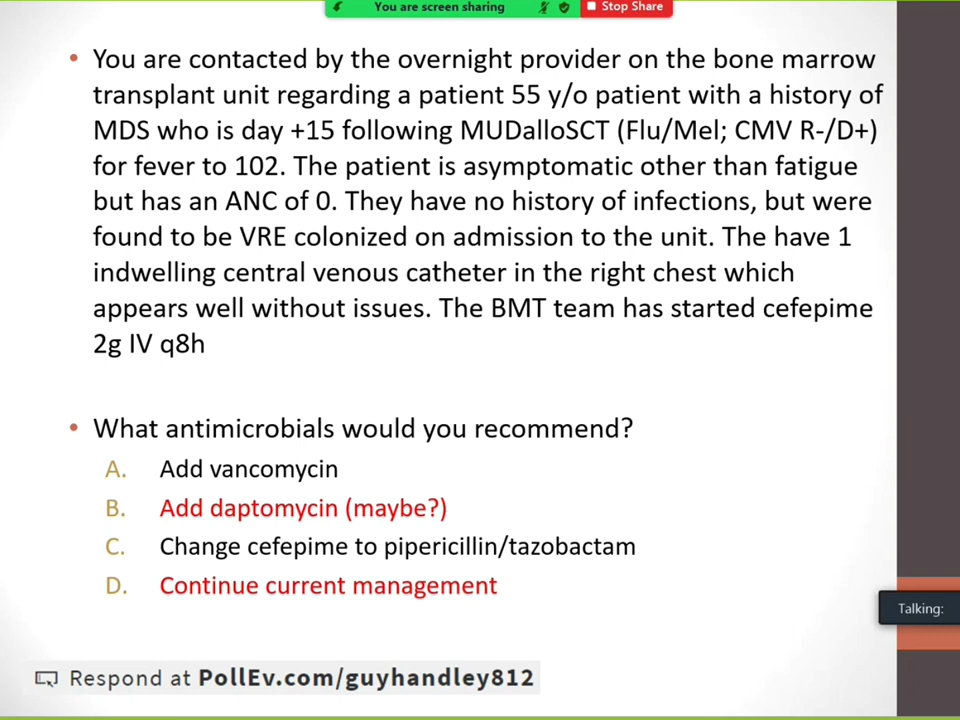 You are screen sharing Stop Share
• You are contacted by the overnight provider on the bone marrow
transplant unit regarding a patient 55 y/o patient with a history of
MDS who is day +15 following MUDalloSCT (Flu/Mel; CMV R-/D+)
for fever to 102. The patient is asymptomatic other than fatigue
but has an ANC of 0. They have no history of infections, but were
found to be VRE colonized on admission to the unit. The have 1
indwelling central venous catheter in the right chest which
appears well without issues. The BMT team has started cefepime
2g IV q8h
• What antimicrobials would you recommend?
A. Add vancomycin
B. Add daptomycin (maybe?)
C. Change cefepime to pipericillin/tazobactam
D. Continue current management
Talking:
Respond at PollEv.com/guyhandley812